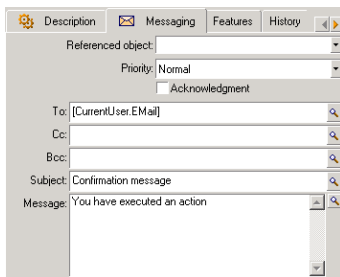 Description Messaging Features History
Referenced object:
Priority: Normal
Acknowledgment
To: [CurrentUser.EMail]
Cc:
Bcc:
Subject: Confirmation message
Message: You have executed an action